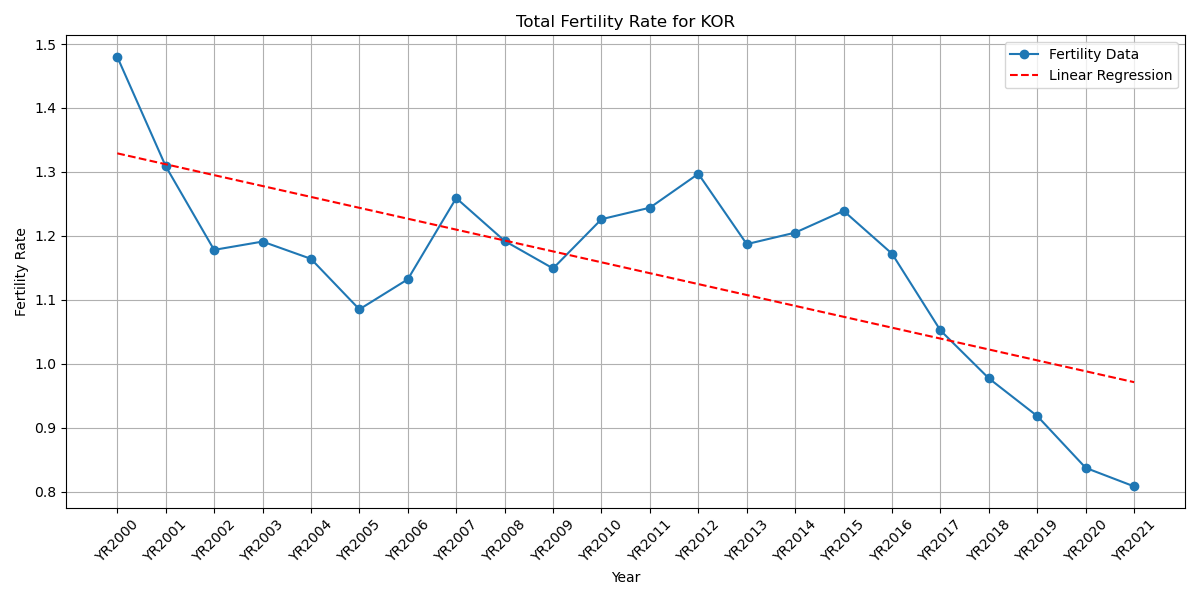 Total Fertility Rate for KOR
Fertility Data
Linear Regression
Fertility Rate
1.5
1.4
1.3
1.2
1.1
1.0
0.9
0.8
YR2000
YR2001
YR2002
YR2003
YR2004
YR2005
YR2006
YR2007
YR2008
YR2009
YR2010
YR2011
YR2012
YR2013
YR2014
YR2015
YR2016
YR2017
YR2018
YR2019
YR2020
YR2021
Year